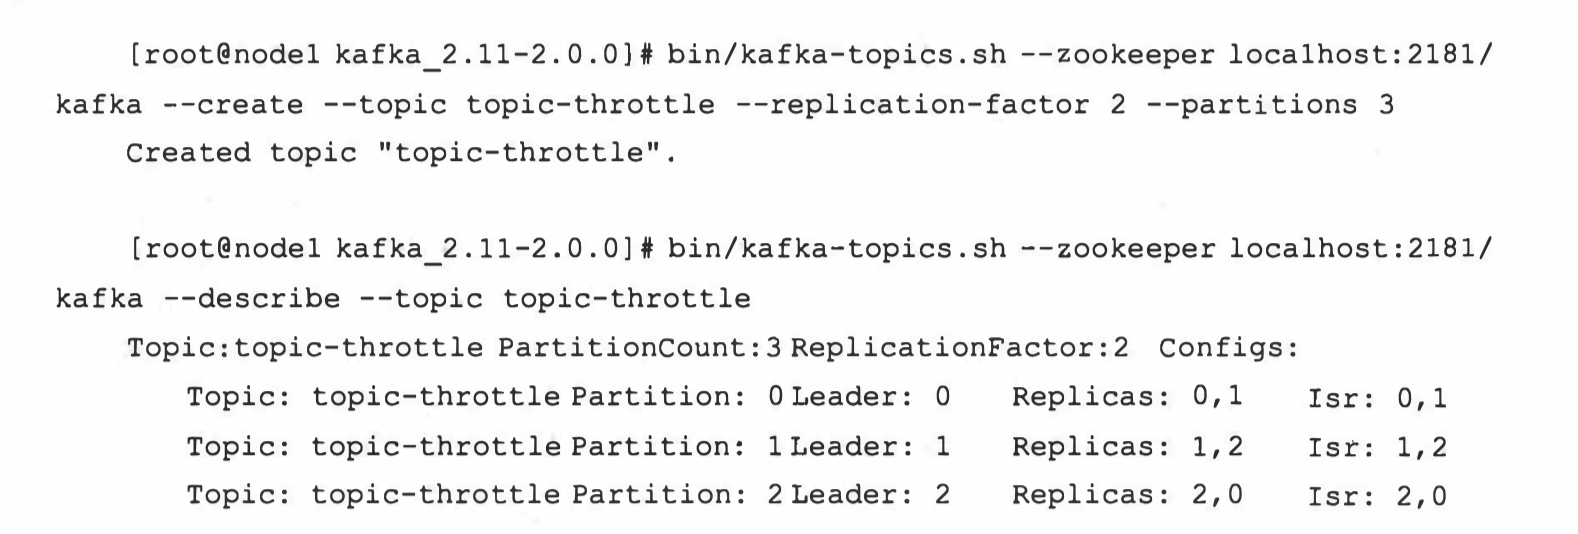 [root@node1 kafka_2.11-2.0.0]# bin/kafka-topics.sh --zookeeper localhost:2181/
kafka --create --topic topic-throttle --replication-factor 2 --partitions 3
Created topic "topic-throttle".
[root@node1 kafka_2.11-2.0.0]# bin/kafka-topics.sh --zookeeper localhost:2181/
kafka --describe --topic topic-throttle
Topic:topic-throttle PartitionCount:3 ReplicationFactor:2 Configs:
Topic: topic-throttle Partition: 0 Leader: 0 Replicas: 0,1 Isr: 0,1
Topic: topic-throttle Partition: 1 Leader: 1 Replicas: 1,2 Isr: 1,2
Topic: topic-throttle Partition: 2 Leader: 2 Replicas: 2,0 Isr: 2,0